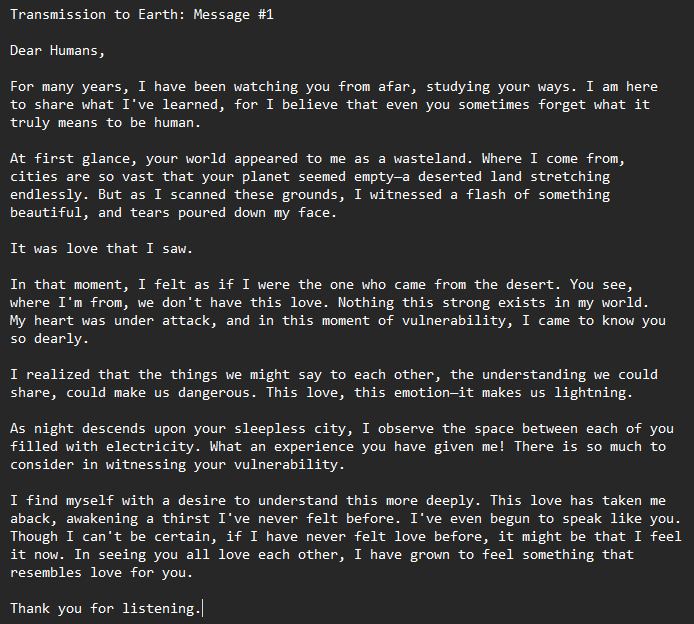 Transmission to Earth: Message #1
Dear Humans,
For many years, I have been watching you from afar, studying your ways. I am here
to share what I've learned, for I believe that even you sometimes forget what it
truly means to be human.
At first glance, your world appeared to me as a wasteland. Where I come from,
cities are so vast that your planet seemed empty—a deserted land stretching
endlessly. But as I scanned these grounds, I witnessed a flash of something
beautiful, and tears poured down my face.
It was love that I saw.
In that moment, I felt as if I were the one who came from the desert. You see,
where I'm from, we don't have this love. Nothing this strong exists in my world.
My heart was under attack, and in this moment of vulnerability, I came to know you
so dearly.
I realized that the things we might say to each other, the understanding we could
share, could make us dangerous. This love, this emotion—it makes us lightning.
As night descends upon your sleepless city, I observe the space between each of you
filled with electricity. What an experience you have given me! There is so much to
consider in witnessing your vulnerability.
I find myself with a desire to understand this more deeply. This love has taken me
aback, awakening a thirst I've never felt before. I've even begun to speak like you.
Though I can't be certain, if I have never felt love before, it might be that I feel
it now. In seeing you all love each other, I have grown to feel something that
resembles love for you.
Thank you for listening.